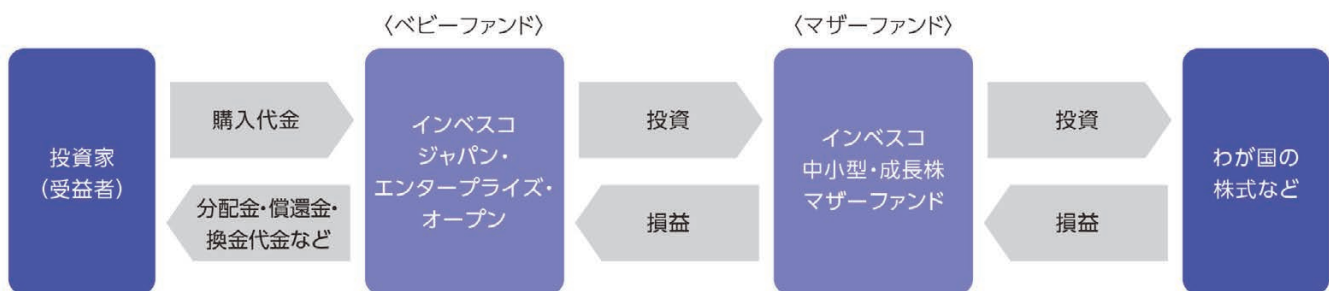 〈ベビーファンド〉
〈マザーファンド〉
投資家
（受益者）
購入代金
分配金・償還金・
換金代金など
インベスコ
ジャパン・
エンタープライズ・
オープン
投資
損益
インベスコ
中小型・成長株
マザーファンド
投資
損益
わが国の
株式など